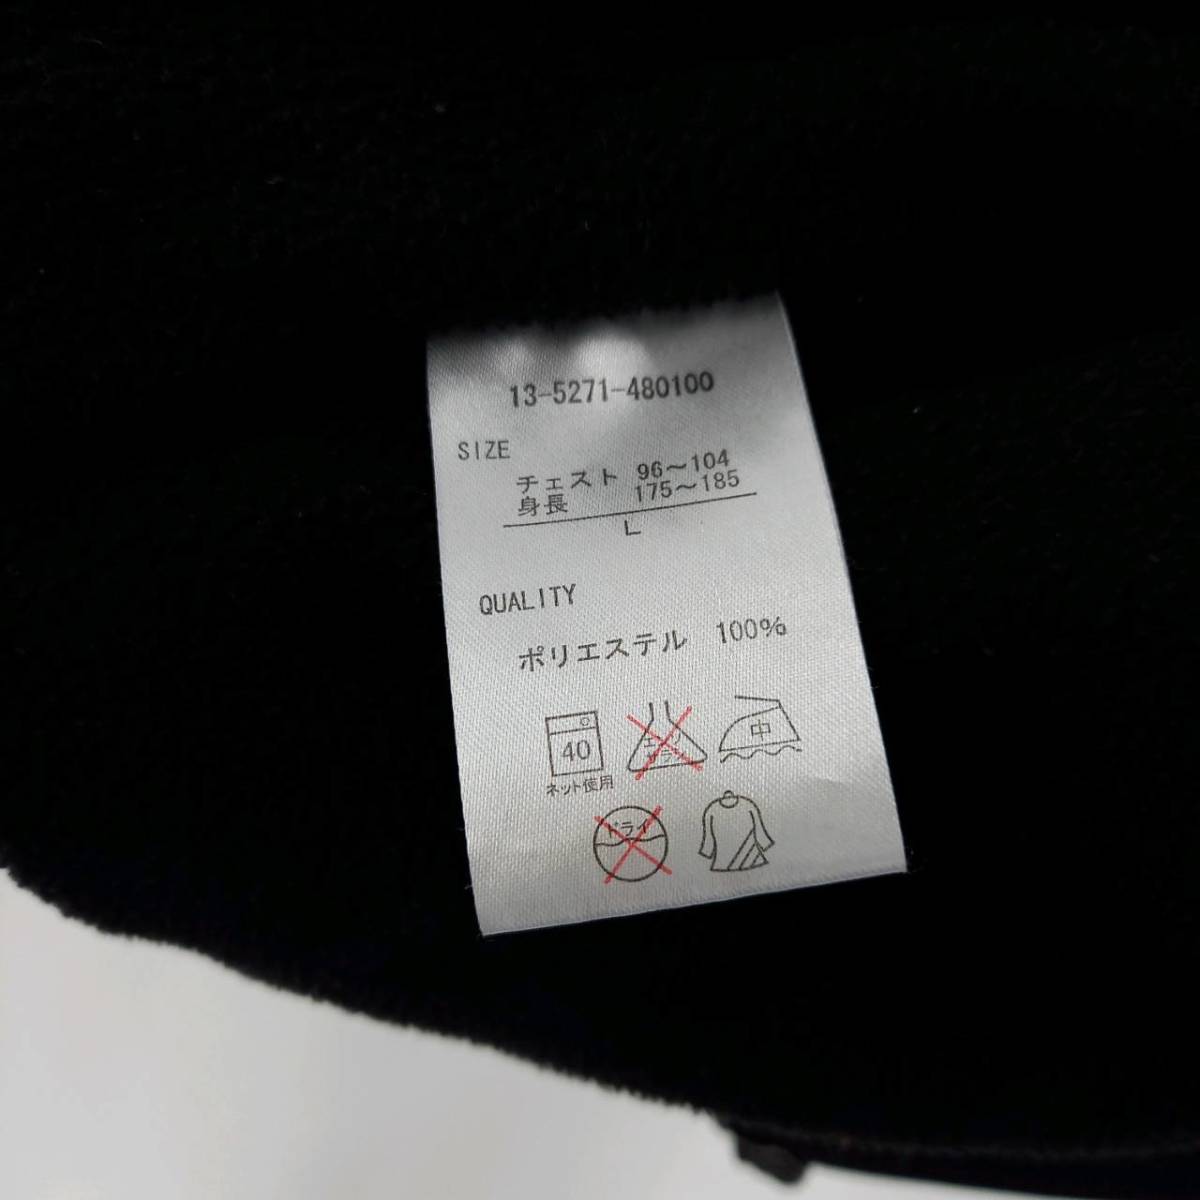 13-5271-480100
SIZE
チェスト 96～104
身長 175～185
L
QUALITY
ポリエステル 100%
40
ネット使用
中
ドライ